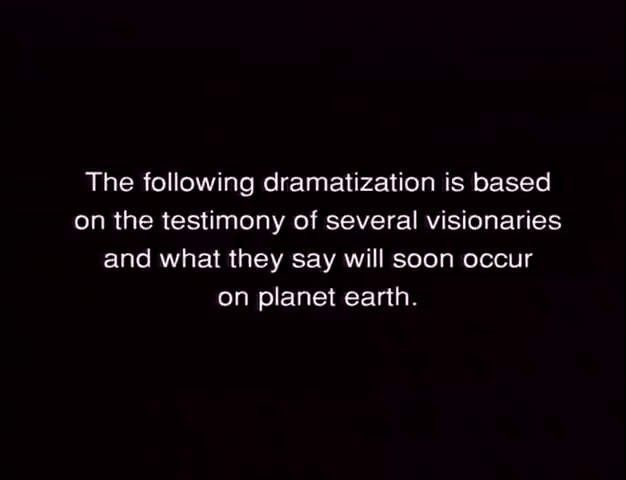 The following dramatization is based
on the testimony of several visionaries
and what they say will soon occur
on planet earth.